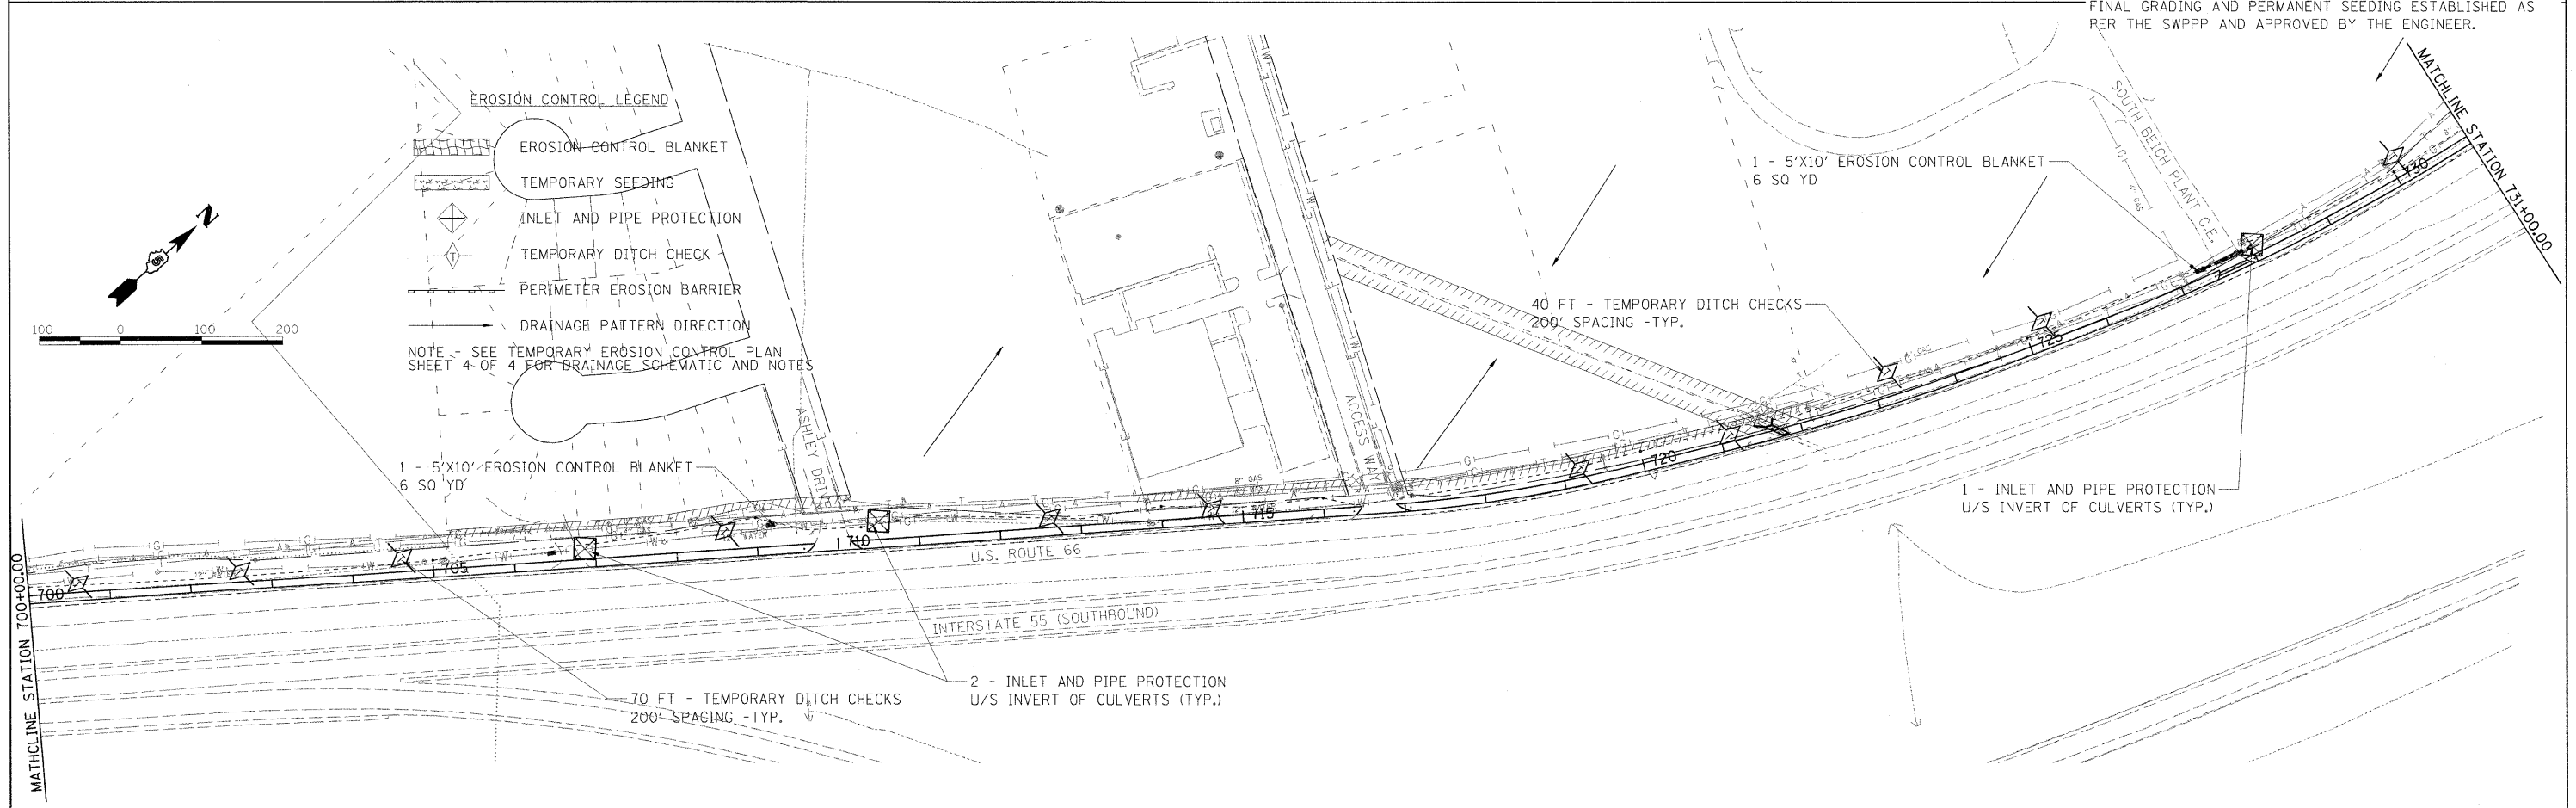 FINAL GRADING AND PERMANENT SEEDING ESTABLISHED AS
PER THE SWPPP AND APPROVED BY THE ENGINEER.
MATCHLINE STATION 731+00.00
EROSION CONTROL LEGEND
EROSION CONTROL BLANKET
TEMPORARY SEEDING
INLET AND PIPE PROTECTION
TEMPORARY DITCH CHECK
PERIMETER EROSION BARRIER
DRAINAGE PATTERN DIRECTION
NOTE - SEE TEMPORARY EROSION CONTROL PLAN
SHEET 4 OF 4 FOR DRAINAGE SCHEMATIC AND NOTES
N
100 0 100 200
SOUTH BEICH PLANT C.E.
4" GAS
1 - 5'X10' EROSION CONTROL BLANKET
6 SQ YD
730
40 FT - TEMPORARY DITCH CHECKS
200' SPACING -TYP.
725
ASHLEY DRIVE
ACCESS WAY
1 - 5'X10' EROSION CONTROL BLANKET
6 SQ YD
8" GAS
720
1 - INLET AND PIPE PROTECTION
U/S INVERT OF CULVERTS (TYP.)
715
710
705
700
WATER
U.S. ROUTE 66
INTERSTATE 55 (SOUTHBOUND)
2 - INLET AND PIPE PROTECTION
U/S INVERT OF CULVERTS (TYP.)
70 FT - TEMPORARY DITCH CHECKS
200' SPACING -TYP.
MATHCLINE STATION 700+00.00